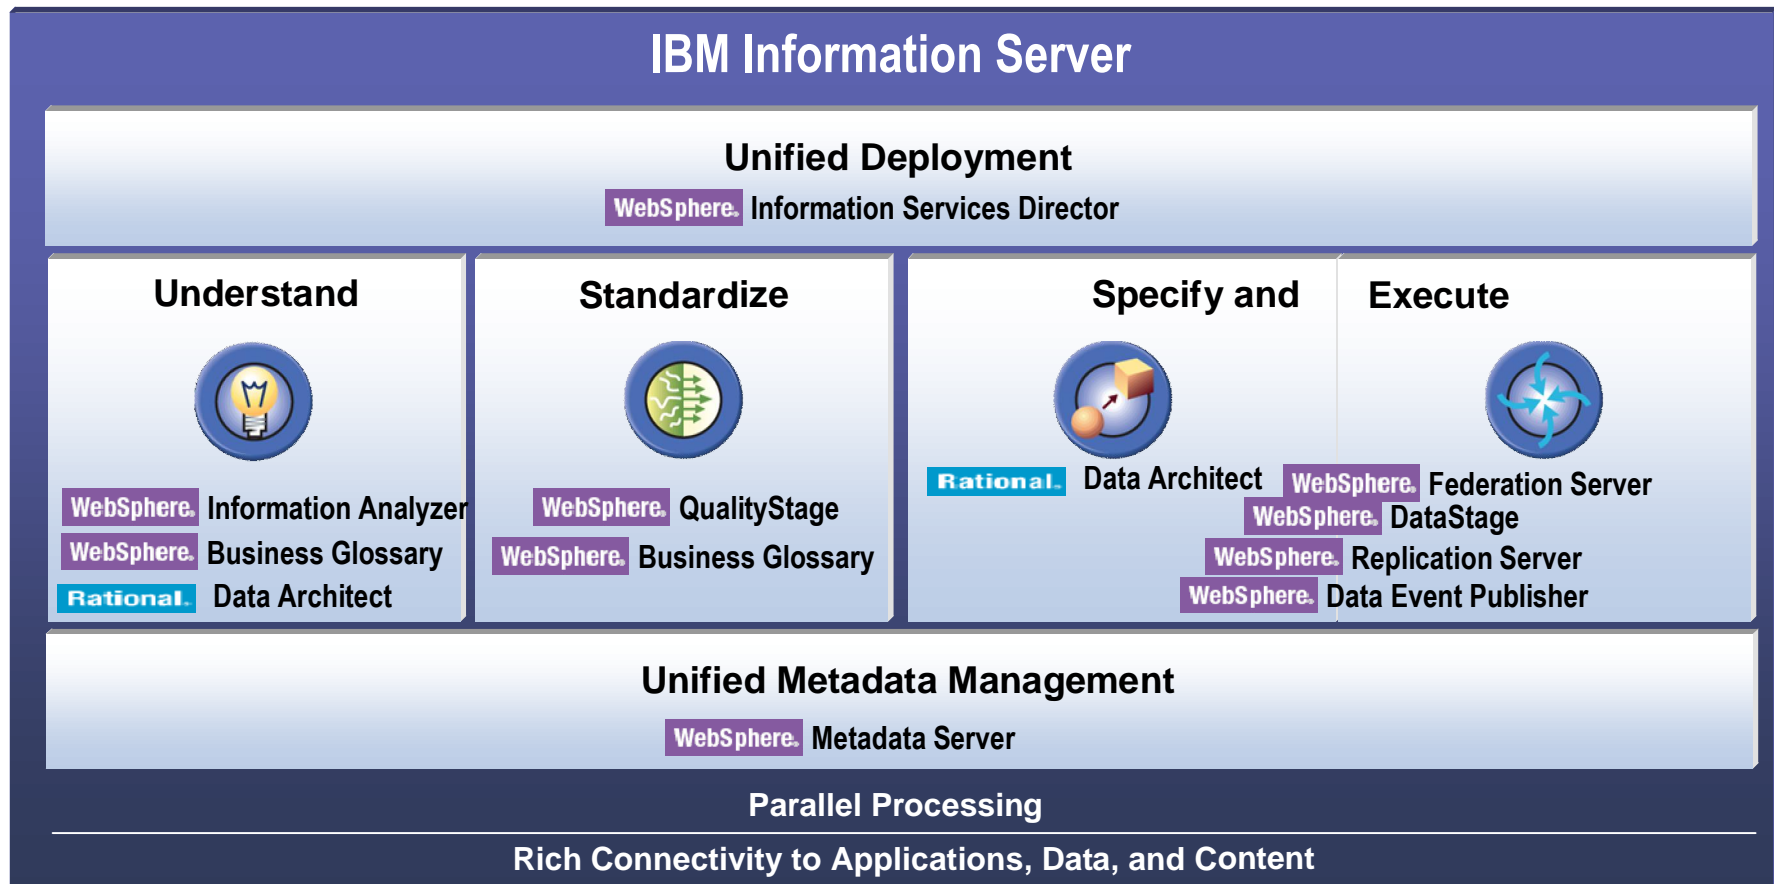 IBM Information Server
Unified Deployment
WebSphere® Information Services Director
Understand
WebSphere® Information Analyzer
WebSphere® Business Glossary
Rational® Data Architect
Standardize
WebSphere® QualityStage
WebSphere® Business Glossary
Specify and Execute
Rational® Data Architect
WebSphere® Federation Server
WebSphere® DataStage
WebSphere® Replication Server
WebSphere® Data Event Publisher
Unified Metadata Management
WebSphere® Metadata Server
Parallel Processing
Rich Connectivity to Applications, Data, and Content